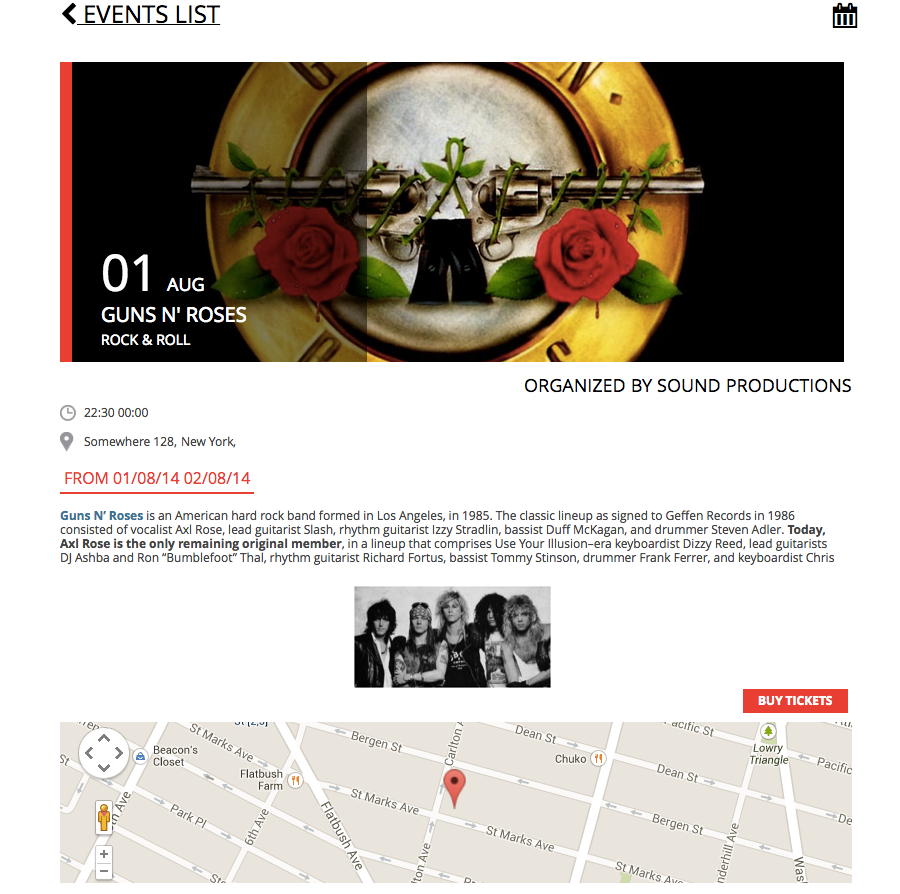 EVENTS LIST
G
N
01 AUG
GUNS N' ROSES
ROCK & ROLL
ORGANIZED BY SOUND PRODUCTIONS
22:30 00:00
Somewhere 128, New York,
FROM 01/08/14 02/08/14
Guns N’ Roses is an American hard rock band formed in Los Angeles, in 1985. The classic lineup as signed to Geffen Records in 1986
consisted of vocalist Axl Rose, lead guitarist Slash, rhythm guitarist Izzy Stradlin, bassist Duff McKagan, and drummer Steven Adler. Today,
Axl Rose is the only remaining original member, in a lineup that comprises Use Your Illusion–era keyboardist Dizzy Reed, lead guitarists
DJ Ashba and Ron “Bumblefoot” Thal, rhythm guitarist Richard Fortus, bassist Tommy Stinson, drummer Frank Ferrer, and keyboardist Chris
BUY TICKETS
St [2,3]
St Marks Ave
Bergen St
Carlton A
Dean St
acific St
Beacon's
Closet
Lowry
Triangle
Pacific
Chuko
Flatbush
Farm
Dean St
th Ave
Park Pl
6th Ave
Flatbush Ave
St Marks Ave
St Marks Ave
Bergen St
De
lton Ave
nderhill Ave
Was
St Marks Ave
+
−